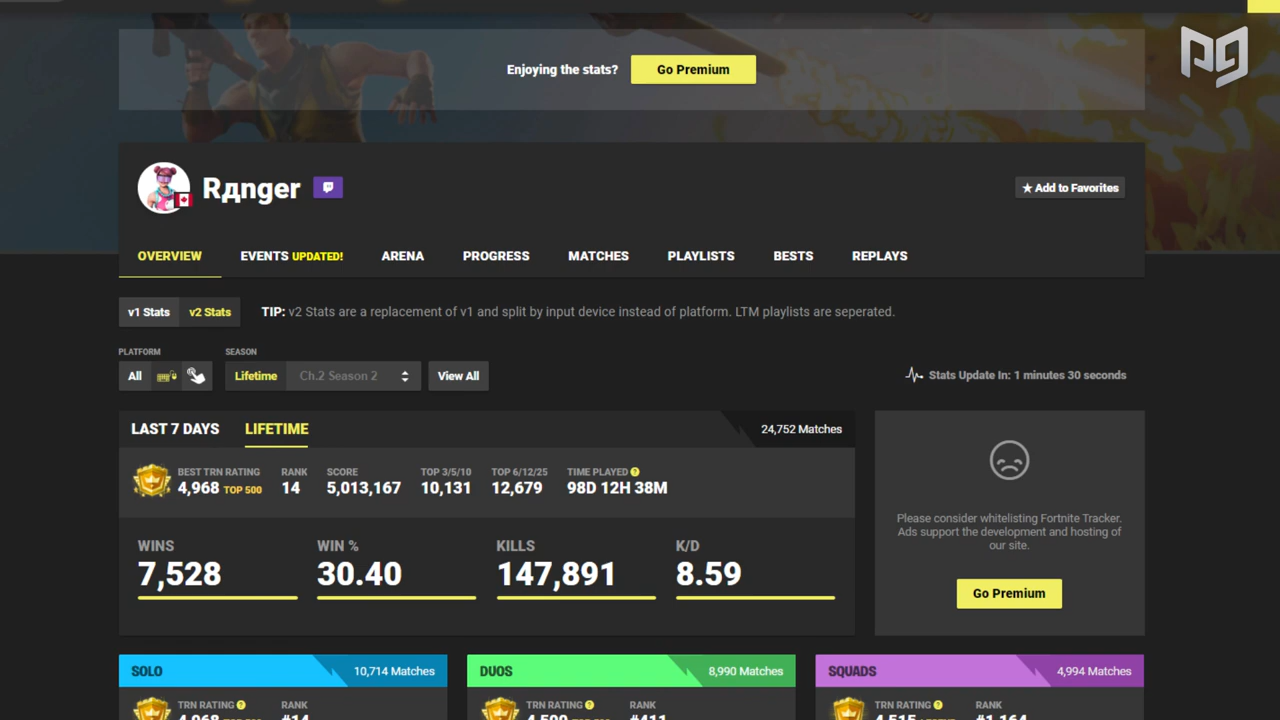 Enjoying the stats? Go Premium
Rдnger
★ Add to Favorites
OVERVIEW EVENTS UPDATED! ARENA PROGRESS MATCHES PLAYLISTS BESTS REPLAYS
v1 Stats v2 Stats TIP: v2 Stats are a replacement of v1 and split by input device instead of platform. LTM playlists are seperated.
PLATFORM SEASON
All Lifetime Ch.2 Season 2 View All Stats Update In: 1 minutes 30 seconds
LAST 7 DAYS LIFETIME 24,752 Matches
BEST TRN RATING RANK SCORE TOP 3/5/10 TOP 6/12/25 TIME PLAYED ?
4,968 TOP 500 14 5,013,167 10,131 12,679 98D 12H 38M
WINS WIN % KILLS K/D
7,528 30.40 147,891 8.59
Please consider whitelisting Fortnite Tracker.
Ads support the development and hosting of
our site.
Go Premium
SOLO 10,714 Matches DUOS 8,990 Matches SQUADS 4,994 Matches
TRN RATING ? RANK TRN RATING ? RANK TRN RATING ? RANK
4,968 #14 #411 #1,164